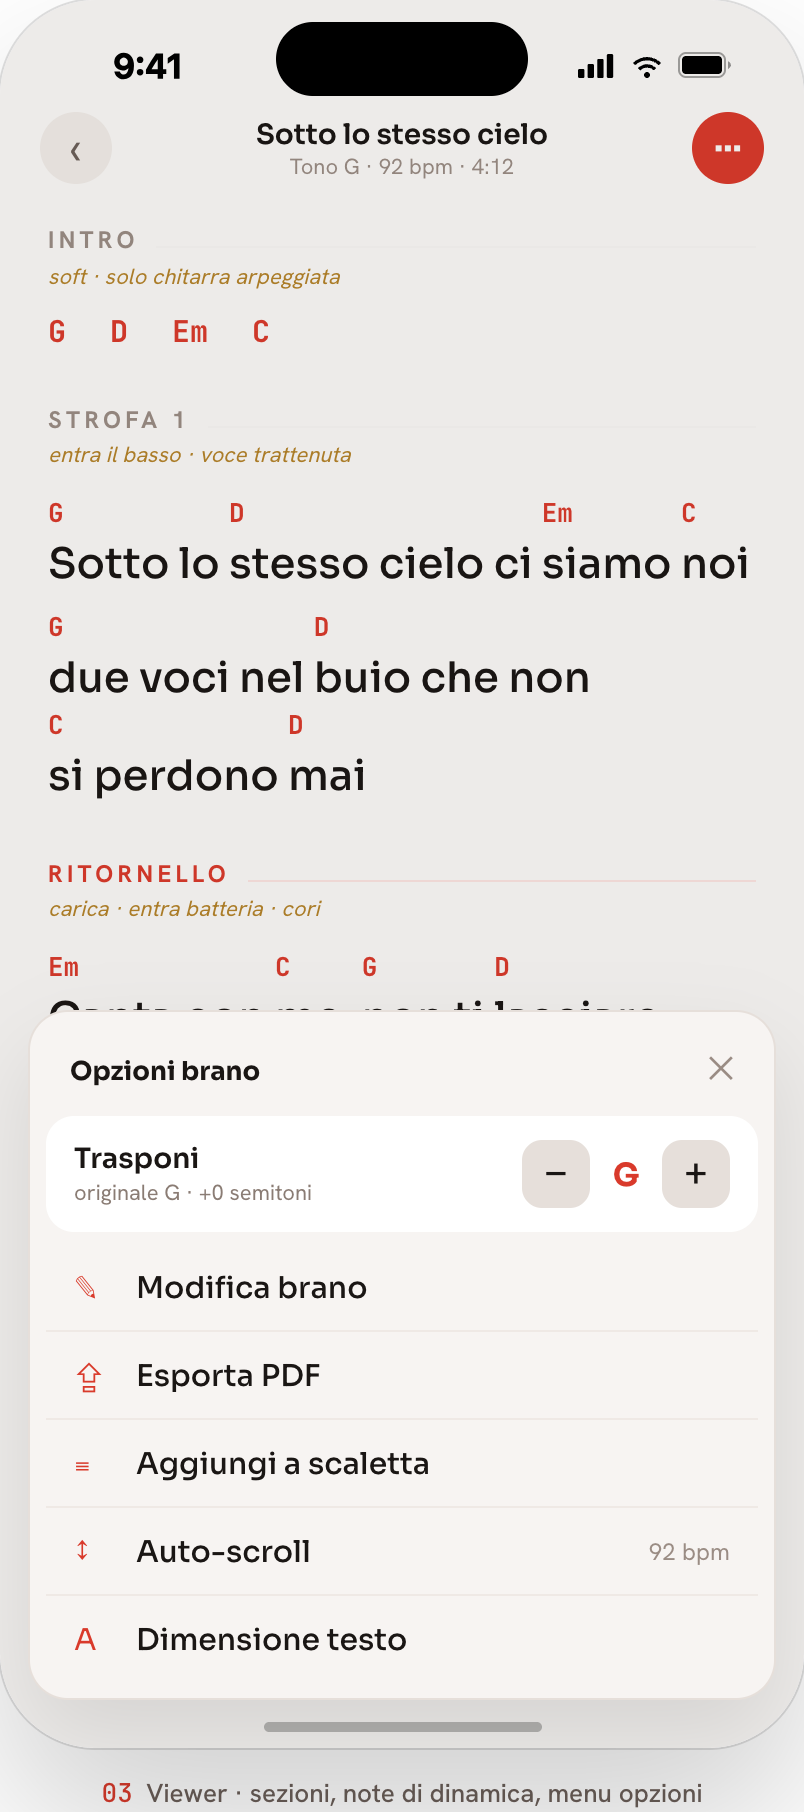 9:41
Sotto lo stesso cielo
Tono G · 92 bpm · 4:12
INTRO
soft · solo chitarra arpeggiata
G D Em C
STROFA 1
entra il basso · voce trattenuta
G D Em C
Sotto lo stesso cielo ci siamo noi
G D
due voci nel buio che non
C D
si perdono mai
RITORNELLO
carica · entra batteria · cori
Em C G D
Opzioni brano
Trasponi
originale G · +0 semitoni
− G +
Modifica brano
Esporta PDF
Aggiungi a scaletta
Auto-scroll 92 bpm
A Dimensione testo
03 Viewer · sezioni, note di dinamica, menu opzioni